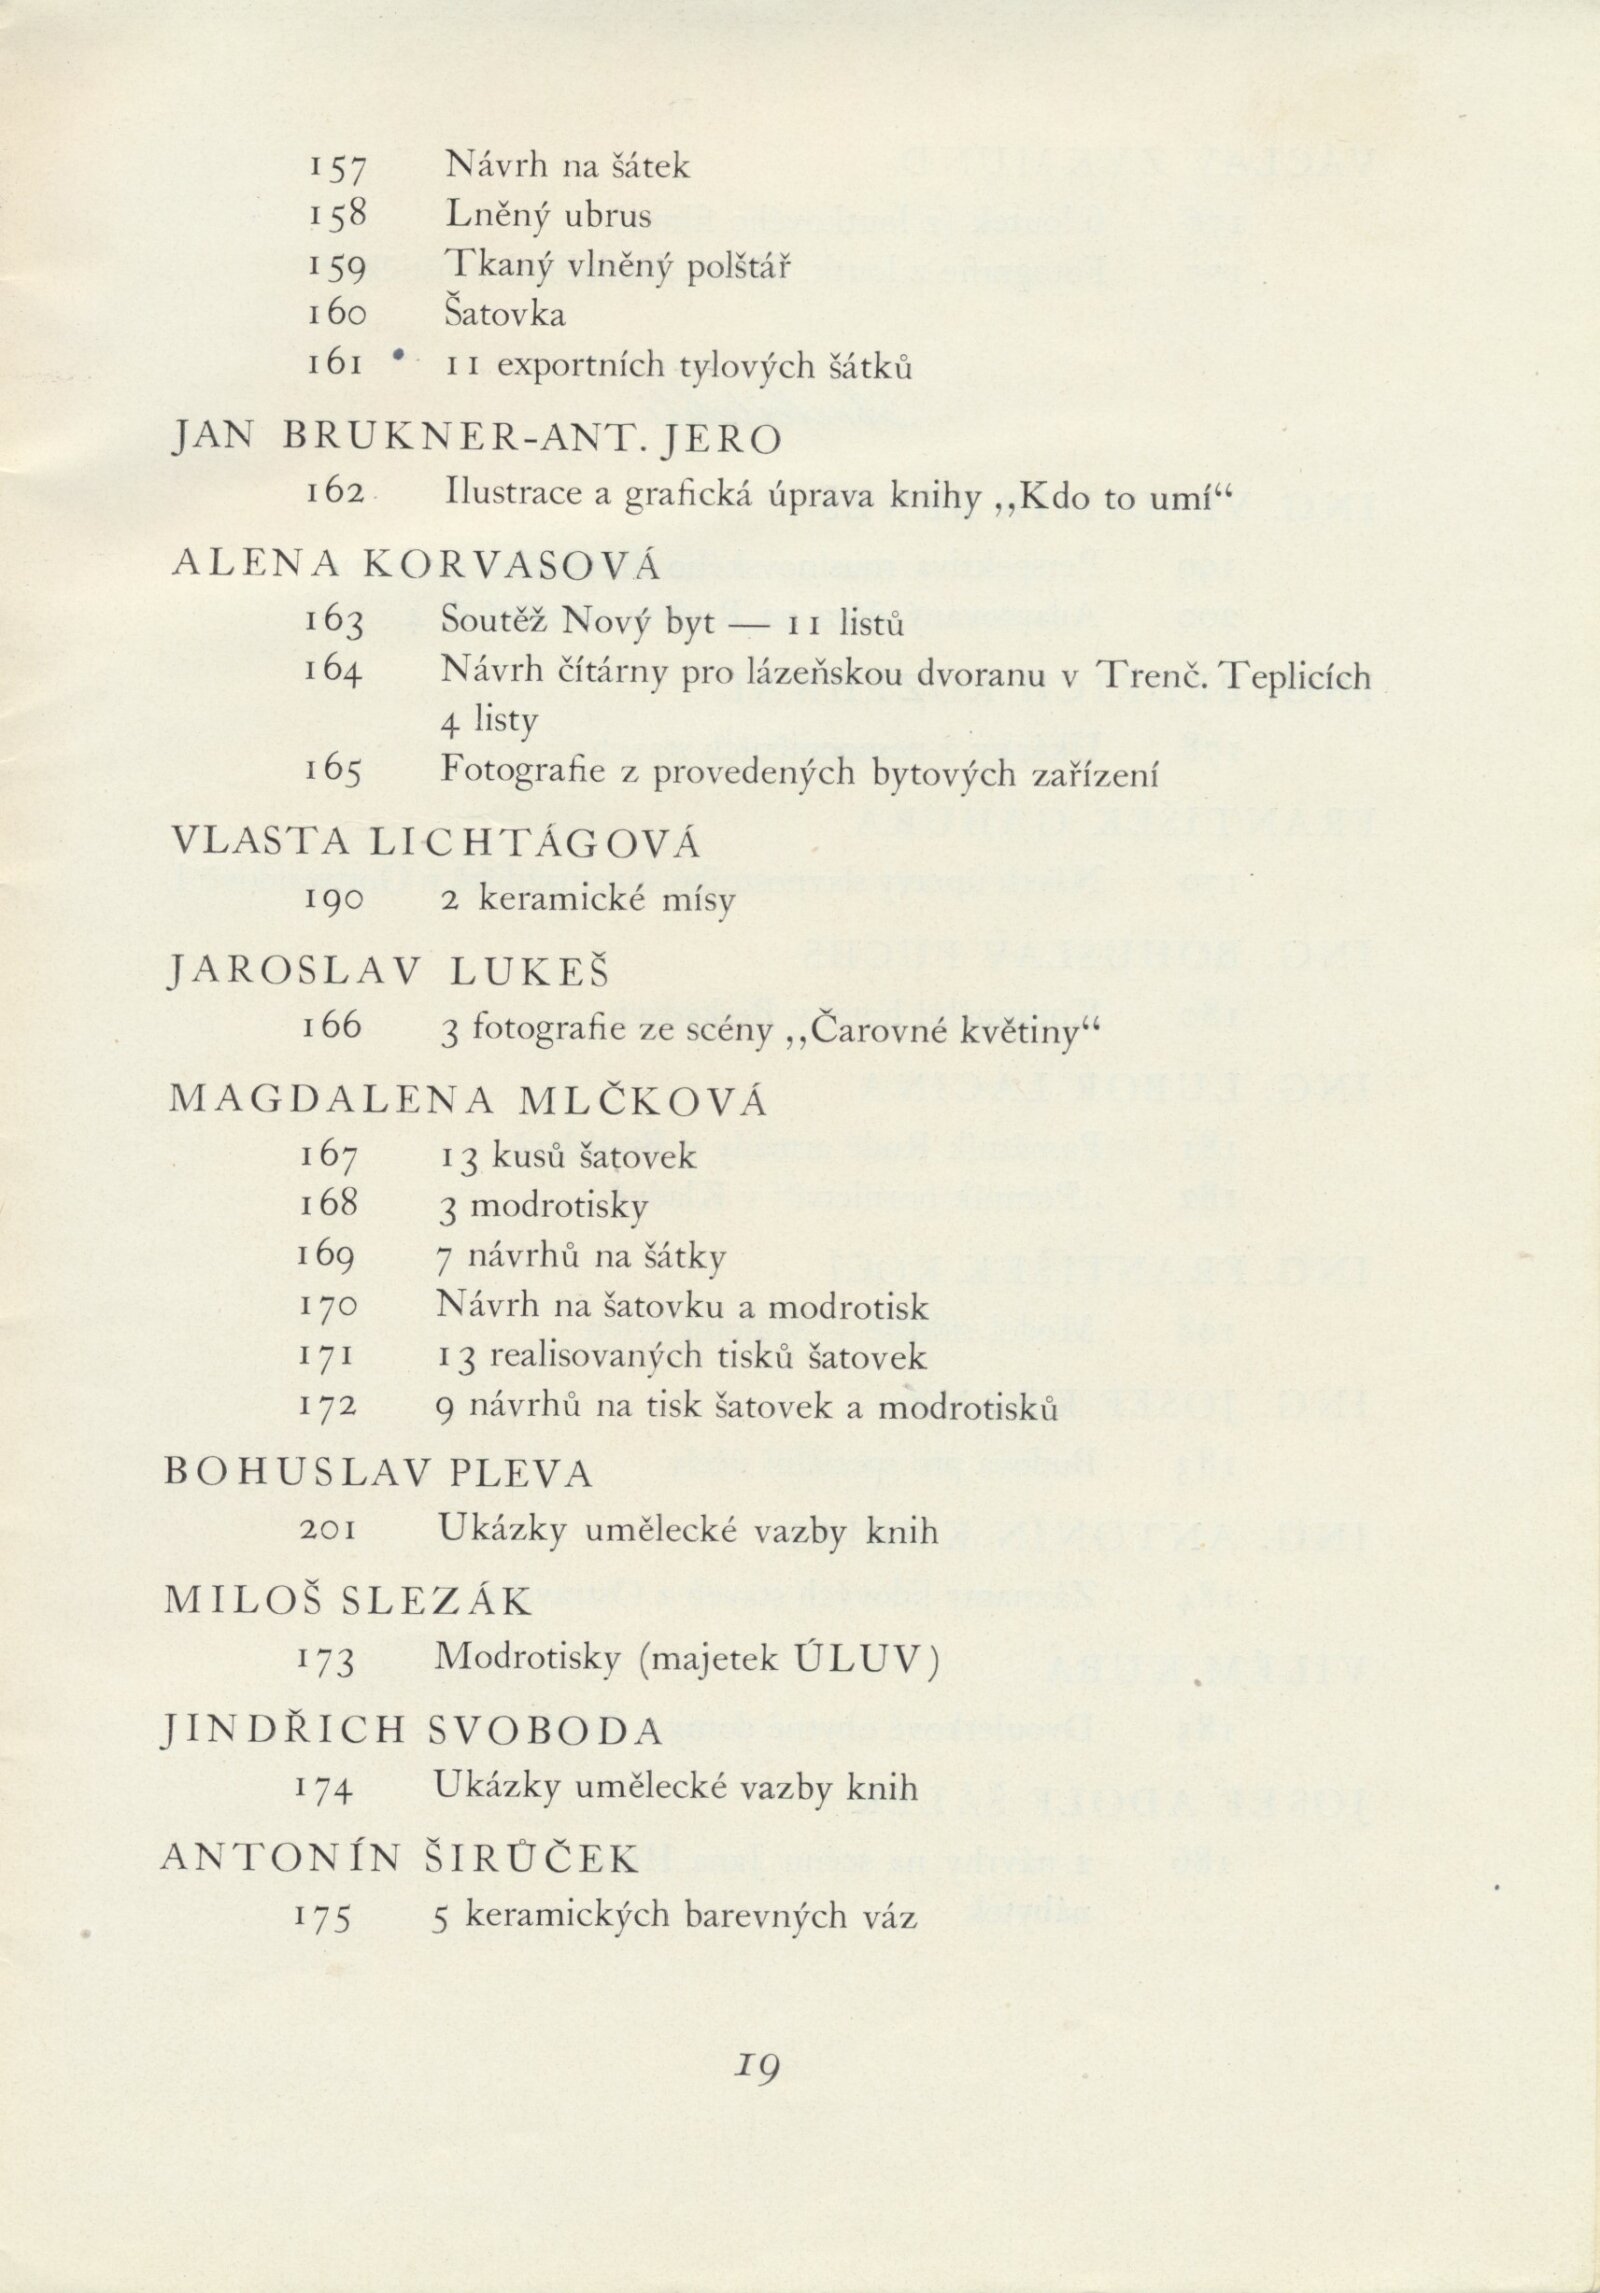 157 Návrh na šátek
158 Lněný ubrus
159 Tkaný vlněný polštář
160 Šatovka
161 11 exportních tylových šátků
JAN BRUKNER-ANT. JERO
162 Ilustrace a grafická úprava knihy ,,Kdo to umí“
ALENA KORVASOVÁ
163 Soutěž Nový byt — 11 listů
164 Návrh čítárny pro lázeňskou dvoranu v Trenč. Teplicích
4 listy
165 Fotografie z provedených bytových zařízení
VLASTA LICHTÁGOVÁ
190 2 keramické mísy
JAROSLAV LUKEŠ
166 3 fotografie ze scény ,,Čarovné květiny“
MAGDALENA MLČKOVÁ
167 13 kusů šatovek
168 3 modrotisky
169 7 návrhů na šátky
170 Návrh na šatovku a modrotisk
171 13 realisovaných tisků šatovek
172 9 návrhů na tisk šatovek a modrotisků
BOHUSLAV PLEVA
201 Ukázky umělecké vazby knih
MILOŠ SLEZÁK
173 Modrotisky (majetek ÚLUV)
JINDŘICH SVOBODA
174 Ukázky umělecké vazby knih
ANTONÍN ŠIRŮČEK
175 5 keramických barevných váz
19